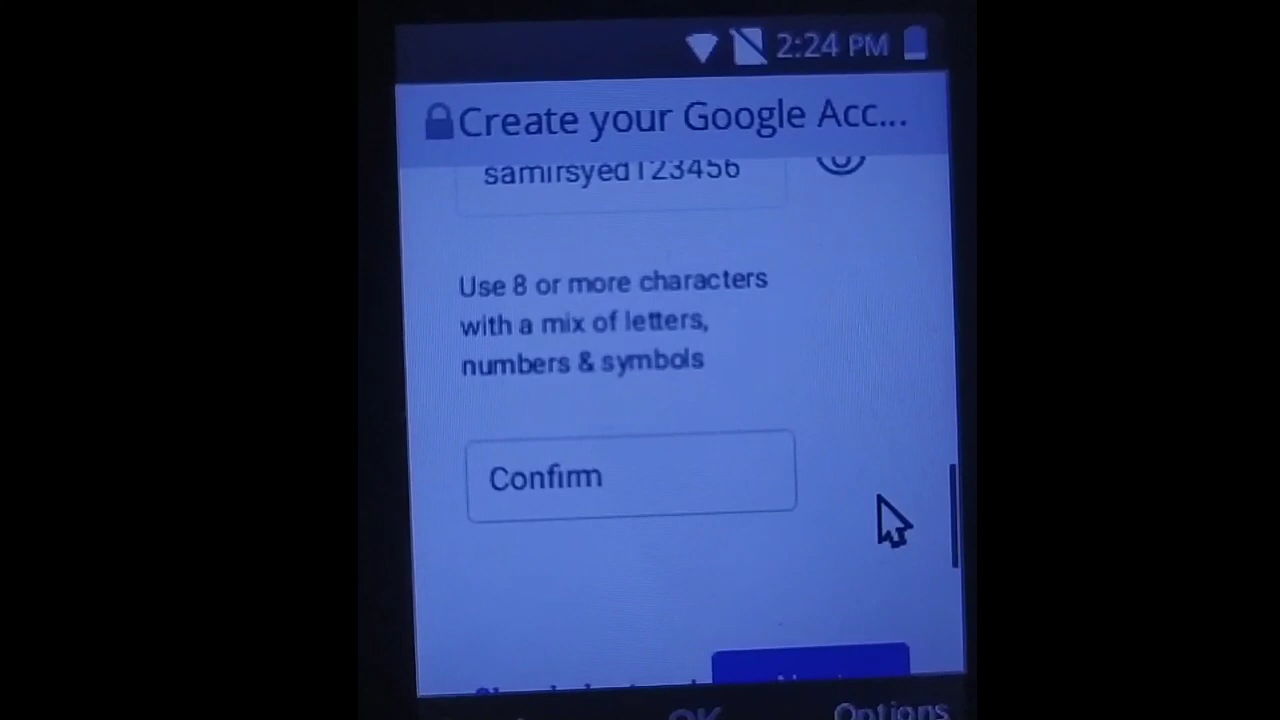 2:24 PM
Create your Google Acc...
samirsyed123456
Use 8 or more characters
with a mix of letters,
numbers & symbols
Confirm
OK
Options